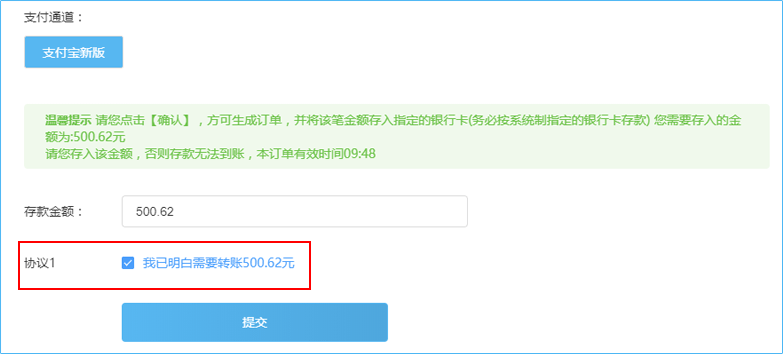 支付通道：
支付宝新版
温馨提示 请您点击【确认】，方可生成订单，并将该笔金额存入指定的银行卡(务必按系统制指定的银行卡存款) 您需要存入的金
额为:500.62元
请您存入该金额，否则存款无法到账，本订单有效时间09:48
存款金额： 500.62
协议1 我已明白需要转账500.62元
提交